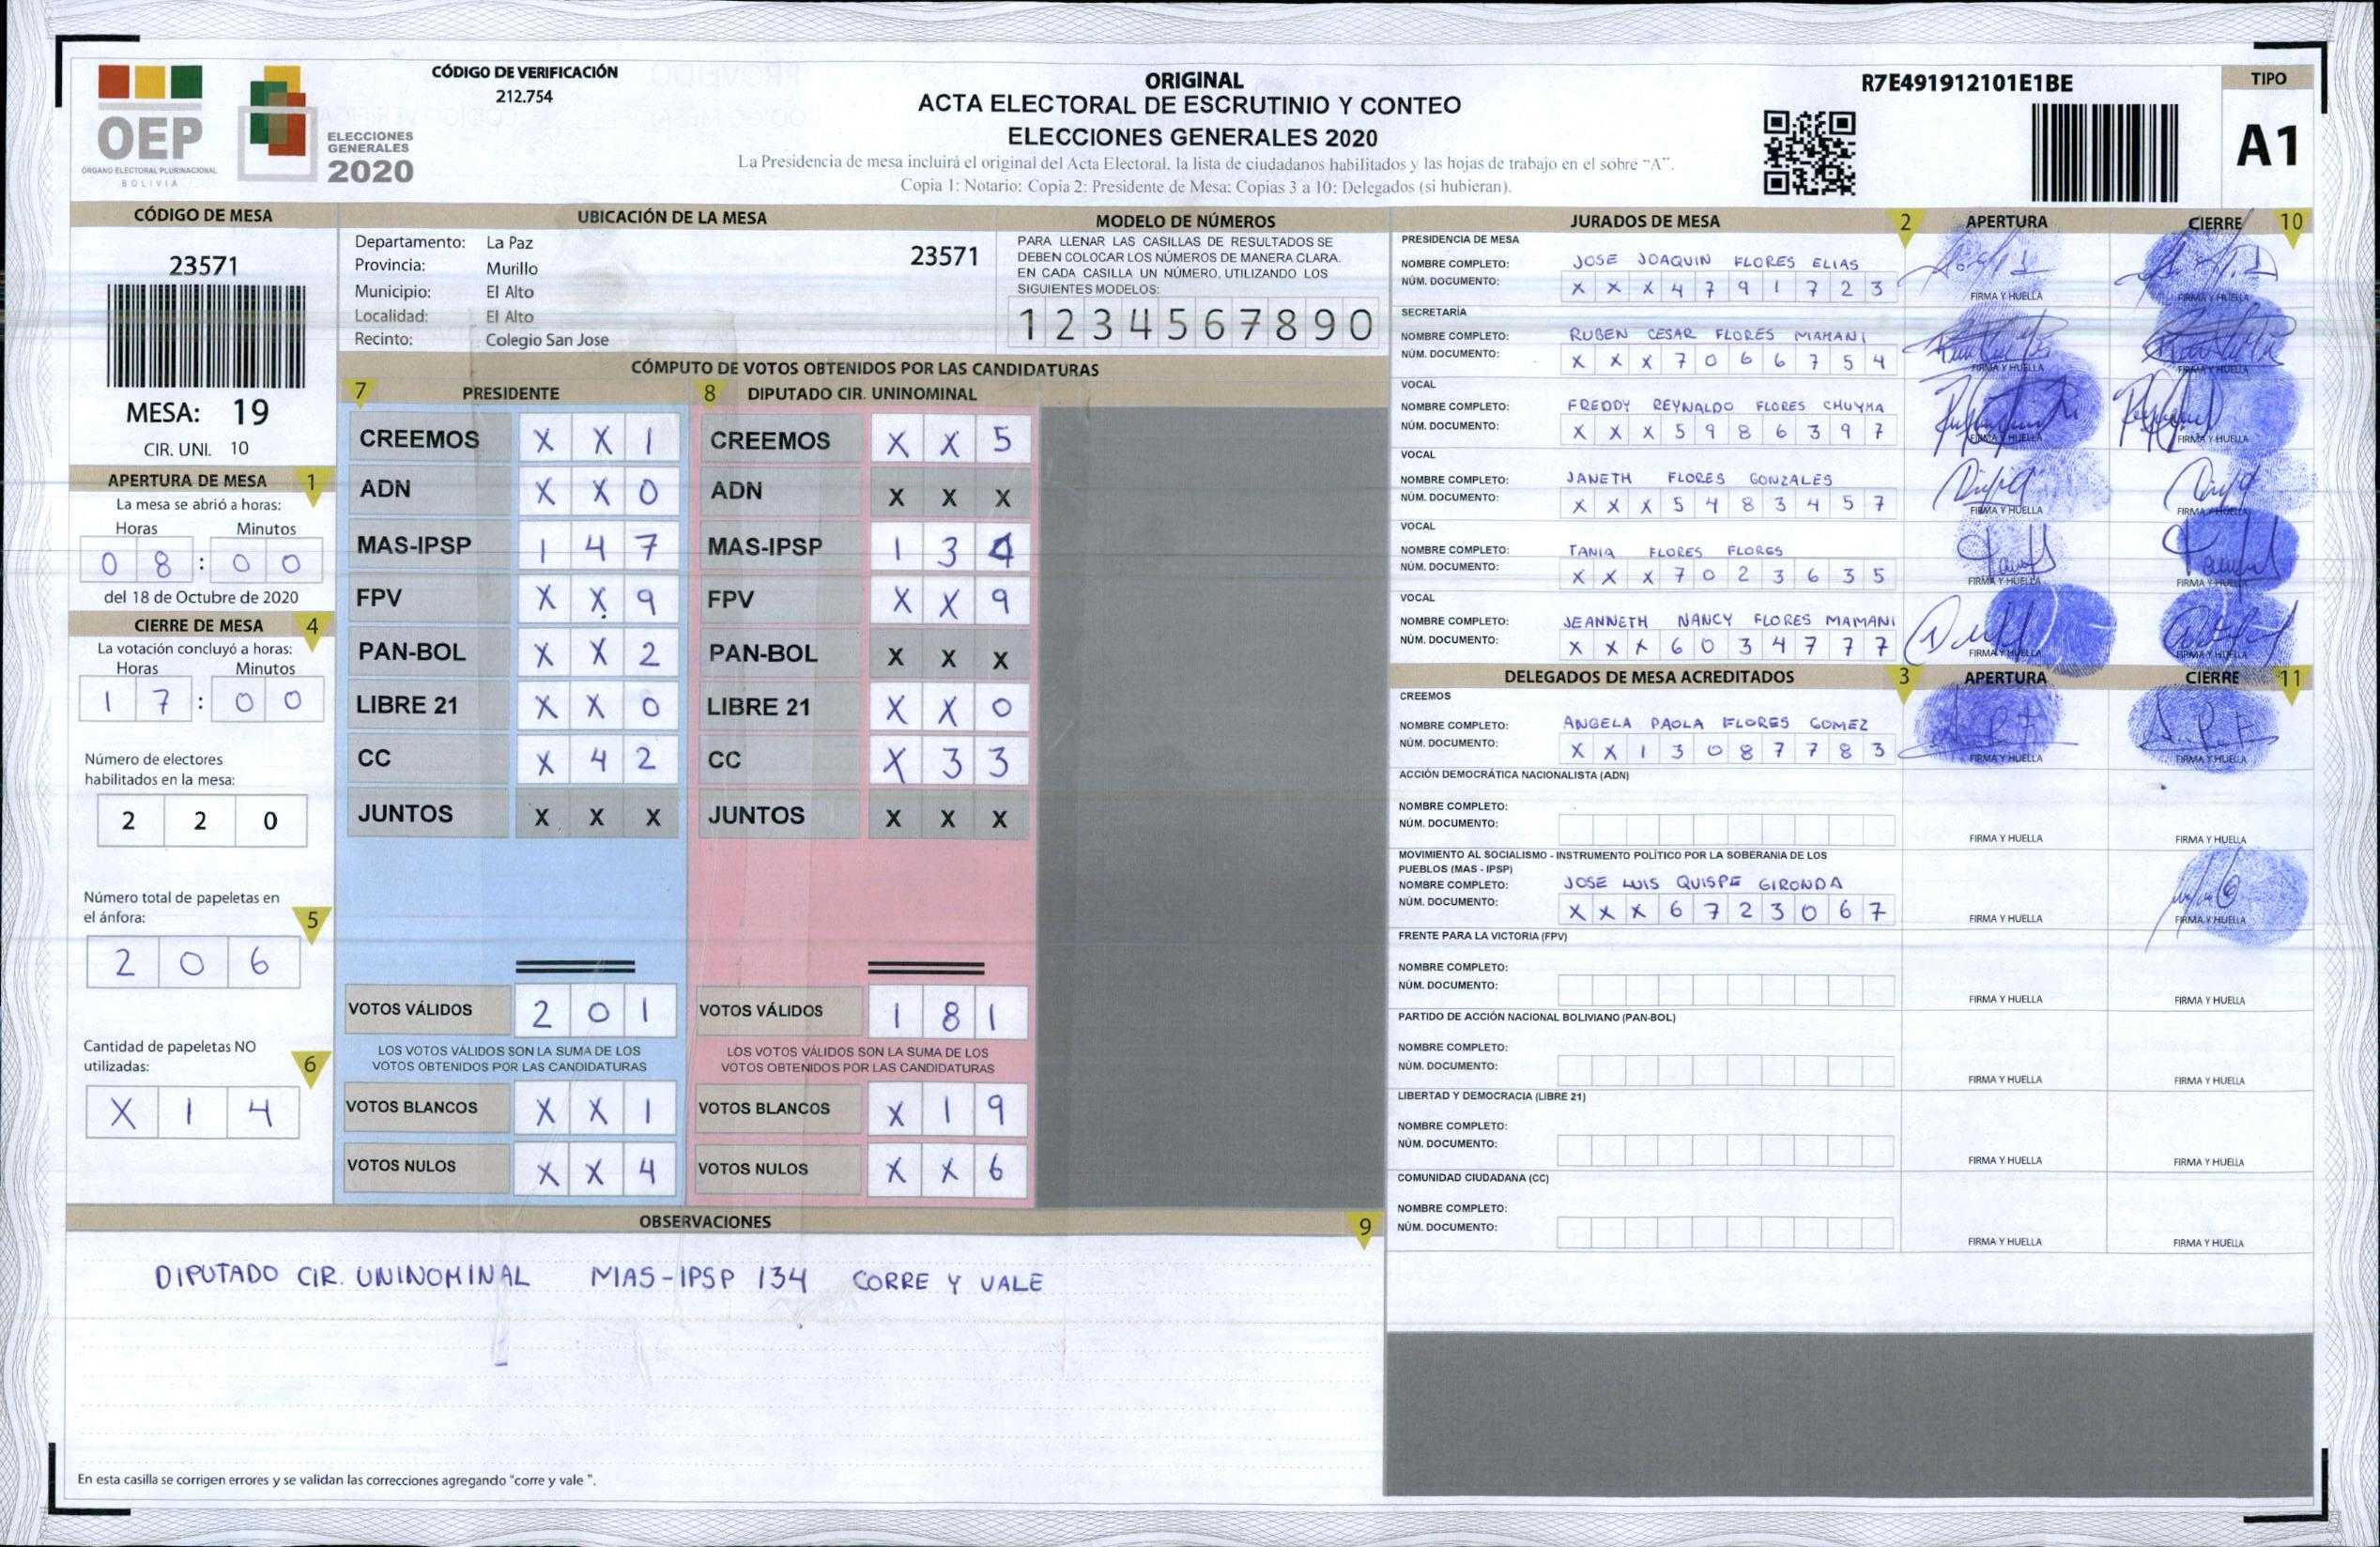 OEP
ÓRGANO ELECTORAL PLURINACIONAL
BOLIVIA
ELECCIONES
GENERALES
2020
CÓDIGO DE VERIFICACIÓN
212.754
ORIGINAL
ACTA ELECTORAL DE ESCRUTINIO Y CONTEO
ELECCIONES GENERALES 2020
La Presidencia de mesa incluirá el original del Acta Electoral, la lista de ciudadanos habilitados y las hojas de trabajo en el sobre "A".
Copia 1: Notario; Copia 2: Presidente de Mesa; Copias 3 a 10: Delegados (si hubieran).
R7E491912101E1BE
TIPO
A1
CÓDIGO DE MESA
23571
MESA: 19
CIR. UNI. 10
APERTURA DE MESA 1
La mesa se abrió a horas:
Horas Minutos
0 8 : 0 0
del 18 de Octubre de 2020
CIERRE DE MESA 4
La votación concluyó a horas:
Horas Minutos
1 7 : 0 0
Número de electores
habilitados en la mesa:
2 2 0
Número total de papeletas en
el ánfora: 5
2 0 6
Cantidad de papeletas NO
utilizadas: 6
X 1 4
UBICACIÓN DE LA MESA
Departamento: La Paz 23571
Provincia: Murillo
Municipio: El Alto
Localidad: El Alto
Recinto: Colegio San Jose
MODELO DE NÚMEROS
PARA LLENAR LAS CASILLAS DE RESULTADOS SE
DEBEN COLOCAR LOS NÚMEROS DE MANERA CLARA.
EN CADA CASILLA UN NÚMERO, UTILIZANDO LOS
SIGUIENTES MODELOS:
1 2 3 4 5 6 7 8 9 0
CÓMPUTO DE VOTOS OBTENIDOS POR LAS CANDIDATURAS
7 PRESIDENTE 8 DIPUTADO CIR. UNINOMINAL
CREEMOS X X 1 CREEMOS X X 5
ADN X X 0 ADN X X X
MAS-IPSP 1 4 7 MAS-IPSP 1 3 4
FPV X X 9 FPV X X 9
PAN-BOL X X 2 PAN-BOL X X X
LIBRE 21 X X 0 LIBRE 21 X X 0
CC X 4 2 CC X 3 3
JUNTOS X X X JUNTOS X X X
VOTOS VÁLIDOS 2 0 1 VOTOS VÁLIDOS 1 8 1
LOS VOTOS VÁLIDOS SON LA SUMA DE LOS LOS VOTOS VÁLIDOS SON LA SUMA DE LOS
VOTOS OBTENIDOS POR LAS CANDIDATURAS VOTOS OBTENIDOS POR LAS CANDIDATURAS
VOTOS BLANCOS X X 1 VOTOS BLANCOS X 1 9
VOTOS NULOS X X 4 VOTOS NULOS X X 6
OBSERVACIONES 9
DIPUTADO CIR. UNINOMINAL MAS-IPSP 134 CORRE Y VALE
En esta casilla se corrigen errores y se validan las correcciones agregando "corre y vale ".
JURADOS DE MESA 2 APERTURA CIERRE 10
PRESIDENCIA DE MESA
NOMBRE COMPLETO: JOSE JOAQUIN FLORES ELIAS
NÚM. DOCUMENTO: X X X 4 7 9 1 7 2 3 FIRMA Y HUELLA FIRMA Y HUELLA
SECRETARÍA
NOMBRE COMPLETO: RUBEN CESAR FLORES MAMANI
NÚM. DOCUMENTO: X X X 7 0 6 6 7 5 4 FIRMA Y HUELLA FIRMA Y HUELLA
VOCAL
NOMBRE COMPLETO: FREDDY REYNALDO FLORES CHUYMA
NÚM. DOCUMENTO: X X X 5 9 8 6 3 9 7 FIRMA Y HUELLA FIRMA Y HUELLA
VOCAL
NOMBRE COMPLETO: JANETH FLORES GONZALES
NÚM. DOCUMENTO: X X X 5 4 8 3 4 5 7 FIRMA Y HUELLA FIRMA Y HUELLA
VOCAL
NOMBRE COMPLETO: TANIA FLORES FLORES
NÚM. DOCUMENTO: X X X 7 0 2 3 6 3 5 FIRMA Y HUELLA FIRMA Y HUELLA
VOCAL
NOMBRE COMPLETO: JEANNETH NANCY FLORES MAMANI
NÚM. DOCUMENTO: X X X 6 0 3 4 7 7 7 FIRMA Y HUELLA FIRMA Y HUELLA
DELEGADOS DE MESA ACREDITADOS 3 APERTURA CIERRE 11
CREEMOS
NOMBRE COMPLETO: ANGELA PAOLA FLORES GOMEZ
NÚM. DOCUMENTO: X X 1 3 0 8 7 7 8 3 FIRMA Y HUELLA FIRMA Y HUELLA
ACCIÓN DEMOCRÁTICA NACIONALISTA (ADN)
NOMBRE COMPLETO:
NÚM. DOCUMENTO: FIRMA Y HUELLA FIRMA Y HUELLA
MOVIMIENTO AL SOCIALISMO - INSTRUMENTO POLÍTICO POR LA SOBERANÍA DE LOS
PUEBLOS (MAS - IPSP)
NOMBRE COMPLETO: JOSE LUIS QUISPE GIRONDA
NÚM. DOCUMENTO: X X X 6 7 2 3 0 6 7 FIRMA Y HUELLA FIRMA Y HUELLA
FRENTE PARA LA VICTORIA (FPV)
NOMBRE COMPLETO:
NÚM. DOCUMENTO: FIRMA Y HUELLA FIRMA Y HUELLA
PARTIDO DE ACCIÓN NACIONAL BOLIVIANO (PAN-BOL)
NOMBRE COMPLETO:
NÚM. DOCUMENTO: FIRMA Y HUELLA FIRMA Y HUELLA
LIBERTAD Y DEMOCRACIA (LIBRE 21)
NOMBRE COMPLETO:
NÚM. DOCUMENTO: FIRMA Y HUELLA FIRMA Y HUELLA
COMUNIDAD CIUDADANA (CC)
NOMBRE COMPLETO:
NÚM. DOCUMENTO: FIRMA Y HUELLA FIRMA Y HUELLA